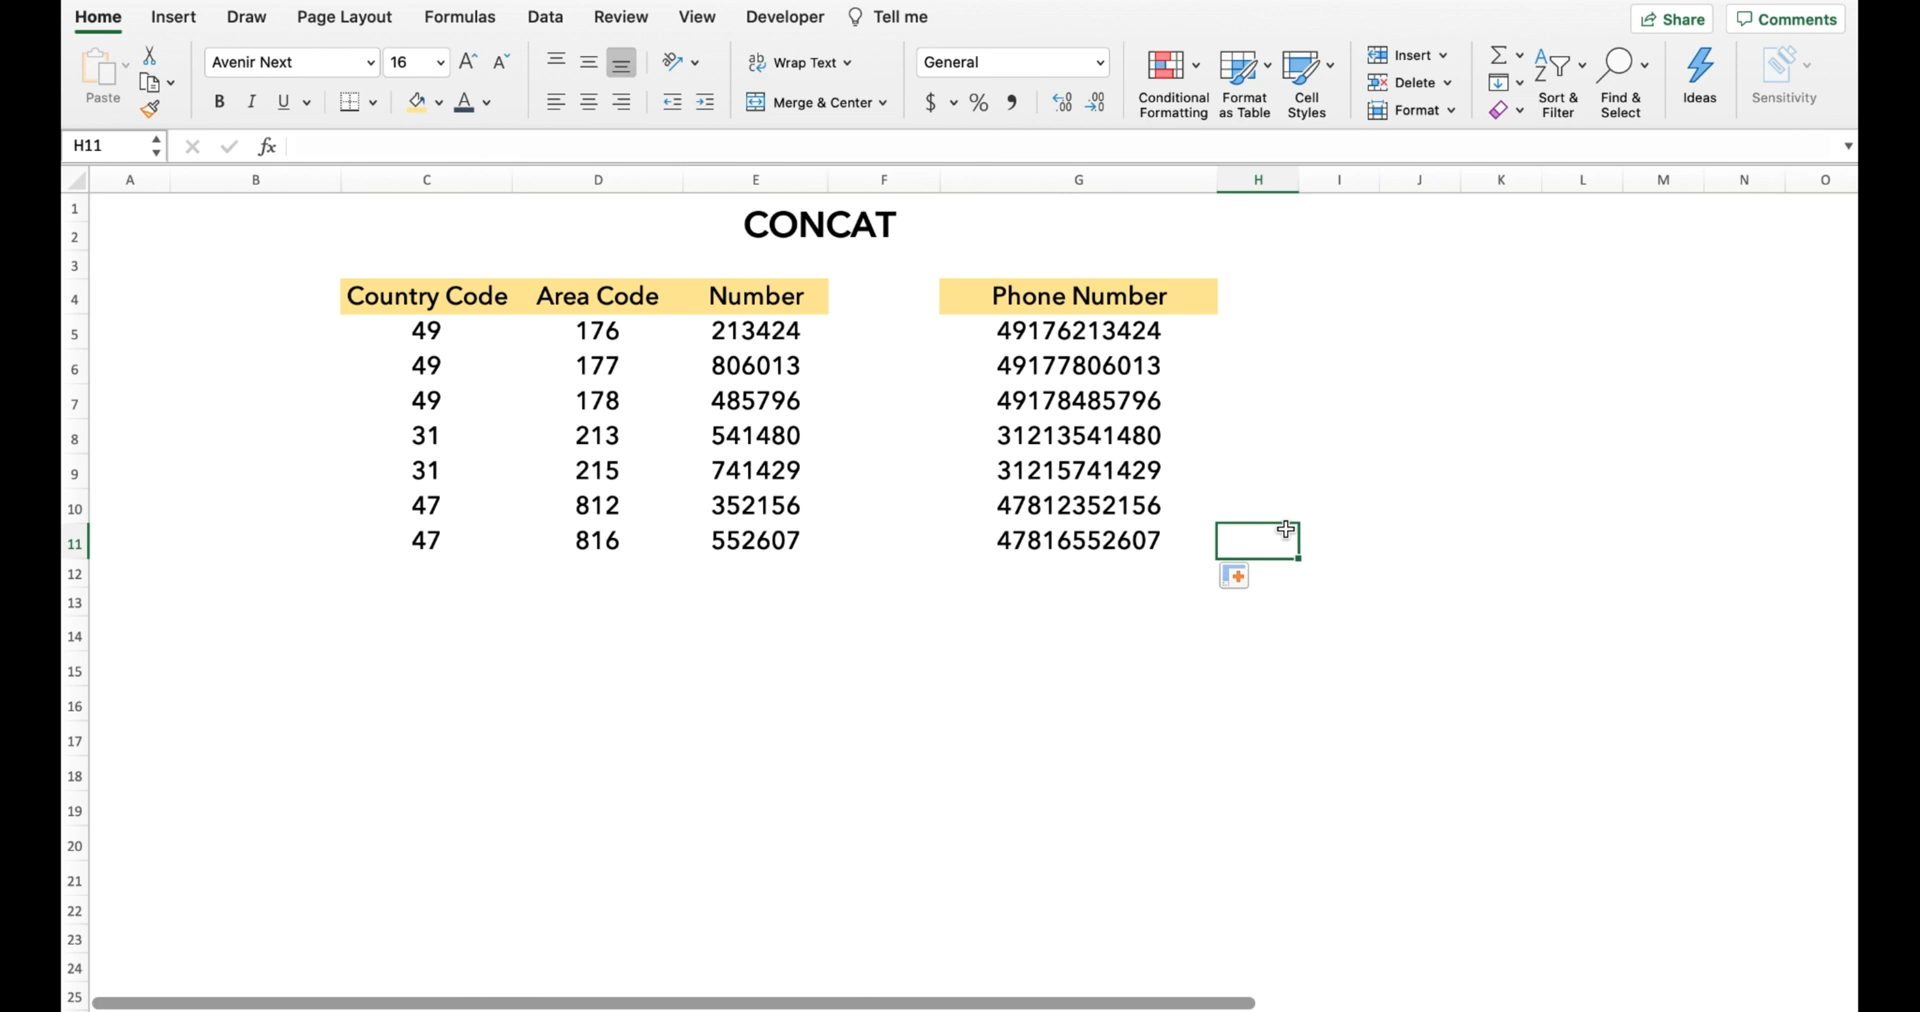 Home Insert Draw Page Layout Formulas Data Review View Developer Tell me Share Comments
Avenir Next 16 Wrap Text General Insert
Delete
Paste B I U Merge & Center $ % Conditional Formatting Format as Table Cell Styles Format Sort & Filter Find & Select Ideas Sensitivity
H11 fx
A B C D E F G H I J K L M N O
1
CONCAT
2
3
4 Country Code Area Code Number Phone Number
5 49 176 213424 49176213424
6 49 177 806013 49177806013
7 49 178 485796 49178485796
8 31 213 541480 31213541480
9 31 215 741429 31215741429
10 47 812 352156 47812352156
11 47 816 552607 47816552607
12
13
14
15
16
17
18
19
20
21
22
23
24
25